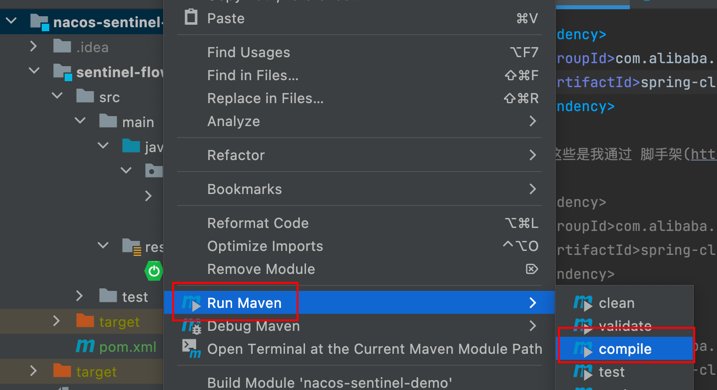 nacos-sentinel-
.idea
sentinel-flow
src
main
jav
res
test
target
pom.xml
target
Paste ⌘V
Find Usages ⌥F7
Find in Files... ⇧⌘F
Replace in Files... ⇧⌘R
Analyze
Refactor
Bookmarks
Reformat Code ⌥⌘L
Optimize Imports ^⌥O
Remove Module
Run Maven
Debug Maven
Open Terminal at the Current Maven Module Path
Build Module 'nacos-sentinel-demo'
clean
validate
compile
test
ndency>
roupId>com.alibaba.
rtifactId>spring-cl
ndency>
这些是我通过 脚手架(htt
ndency>
roupId>com.alibaba.
rtifactId>spring-cl
ndency>